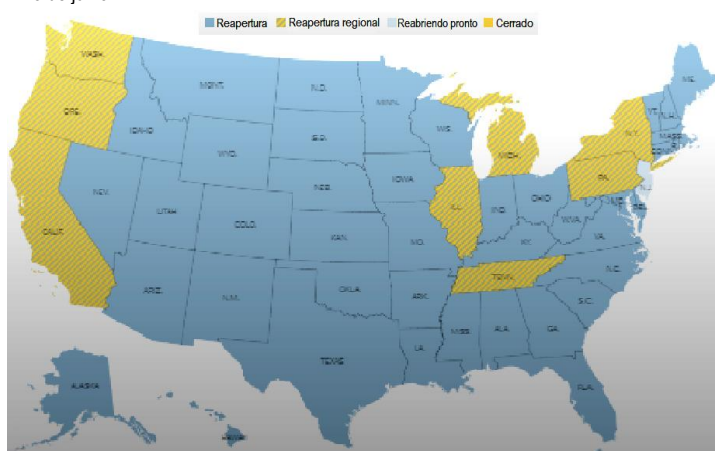 Reapertura Reapertura regional Reabriendo pronto Cerrado
WASH.
MONT.
N.D.
MINN.
ME.
ORE.
IDAHO
S.D.
WIS.
VT.
N.H.
MASS.
WYO.
MICH.
N.Y.
IOWA
PA.
NEB.
NEV.
UTAH
COLO.
ILL.
IND.
OHIO
N.J.
CALIF.
KAN.
MO.
KY.
W.VA.
VA.
DEL.
ARIZ.
N.M.
OKLA.
ARK.
TENN.
N.C.
S.C.
MISS.
ALA.
GA.
TEXAS
LA.
FLA.
ALASKA